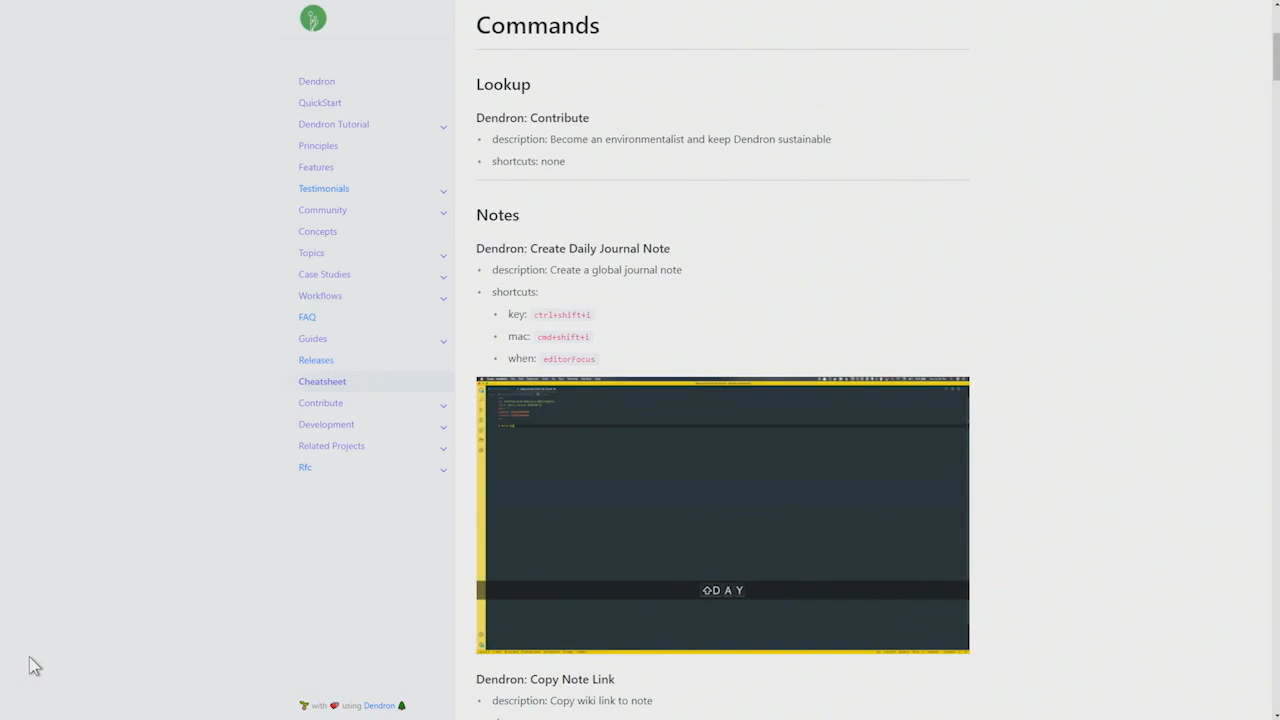 Dendron
QuickStart
Dendron Tutorial
Principles
Features
Testimonials
Community
Concepts
Topics
Case Studies
Workflows
FAQ
Guides
Releases
Cheatsheet
Contribute
Development
Related Projects
Rfc
with using Dendron
Commands
Lookup
Dendron: Contribute
description: Become an environmentalist and keep Dendron sustainable
shortcuts: none
Notes
Dendron: Create Daily Journal Note
description: Create a global journal note
shortcuts:
key: ctrl+shift+i
mac: cmd+shift+i
when: editorFocus
⇧D A Y
Dendron: Copy Note Link
description: Copy wiki link to note